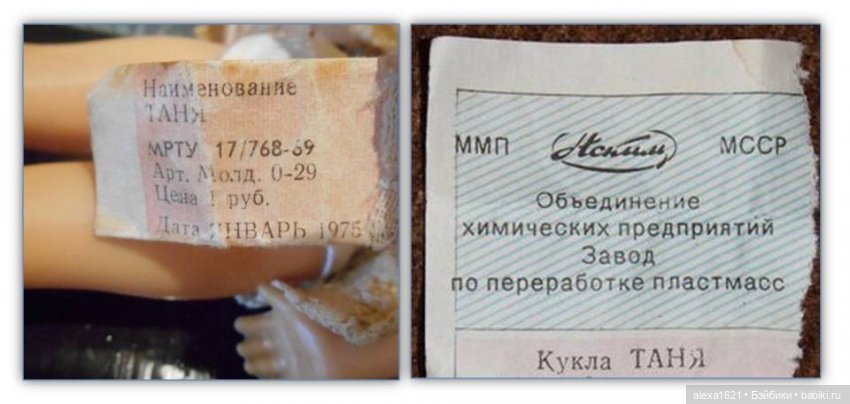 Наименование
ТАНЯ
МРТУ 17/768-69
Арт. Молд. 0-29
Цена 1 руб.
Дата ЯНВАРЬ 1975
ММП Иским МССР
Объединение
химических предприятий
Завод
по переработке пластмасс
Кукла ТАНЯ
alexa1621 • Бэйбики • babiki.ru